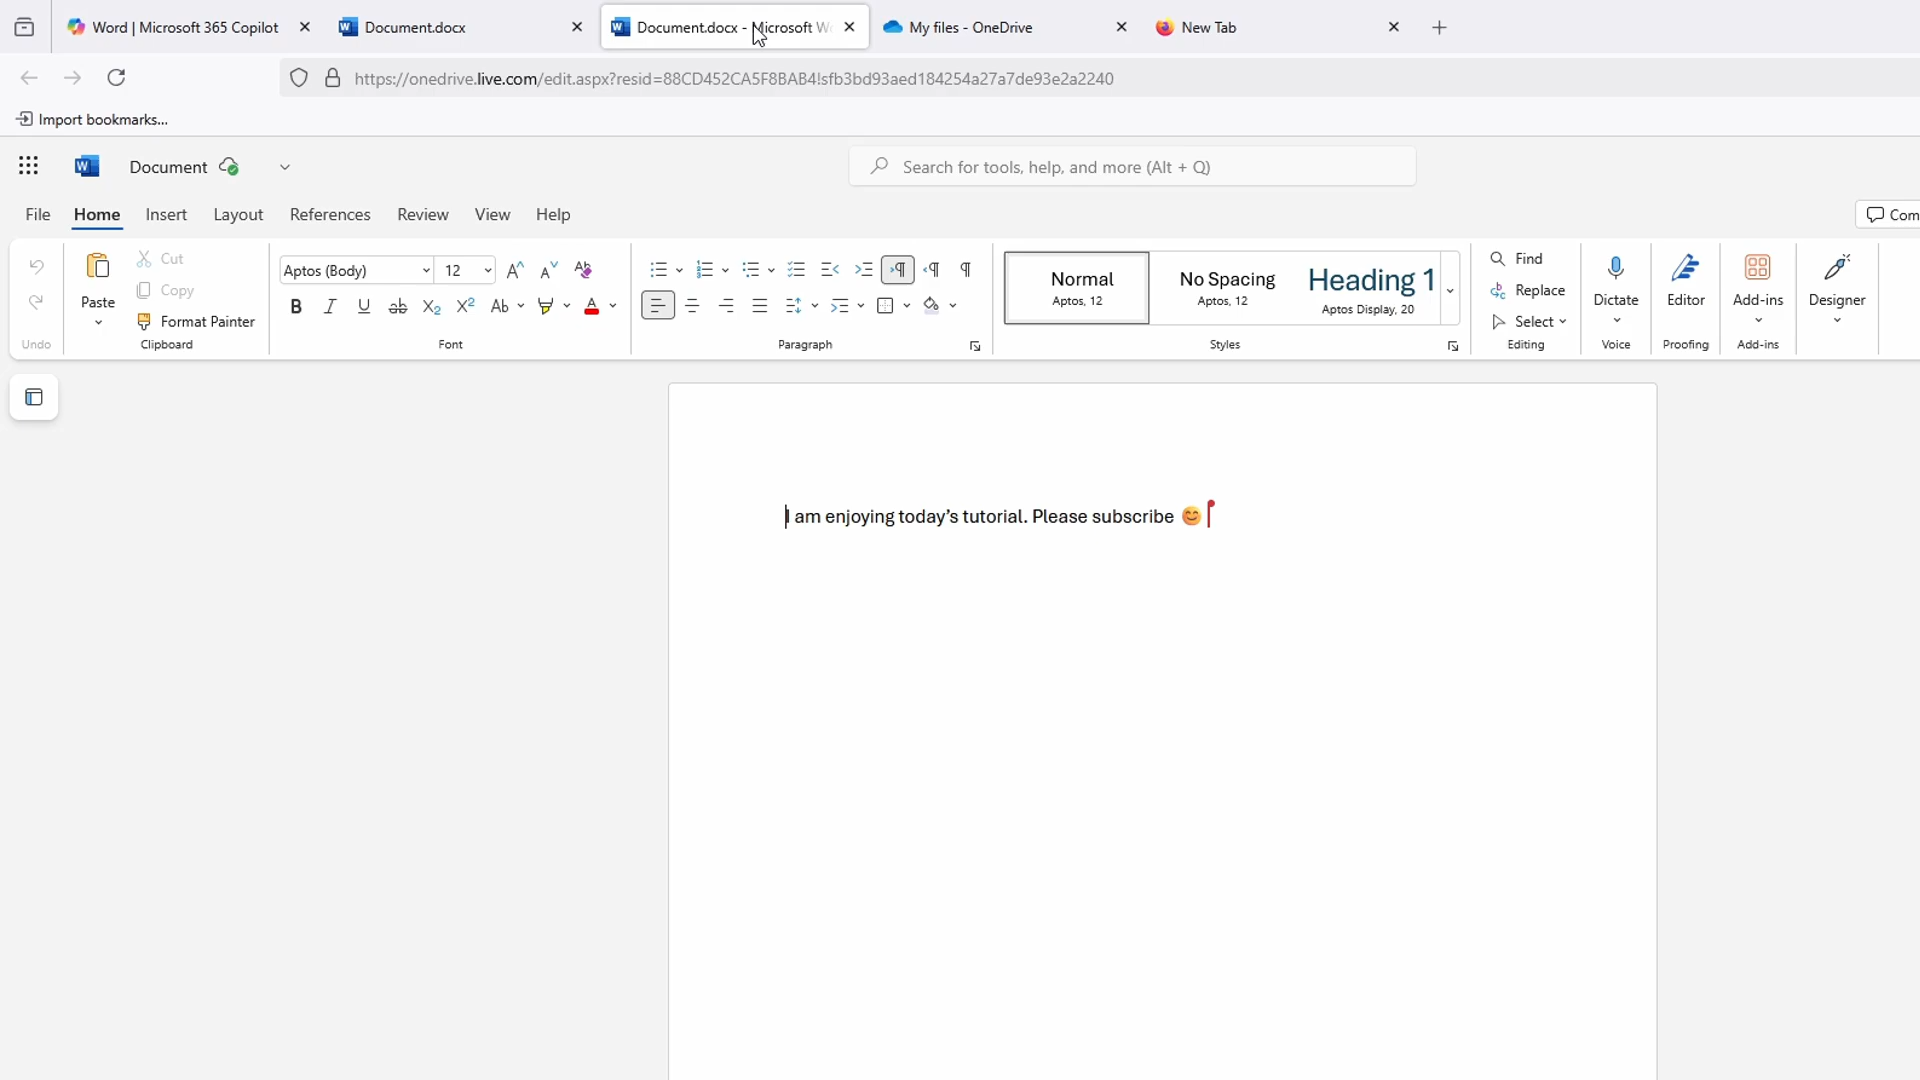 Word | Microsoft 365 Copilot
Document.docx
Document.docx - Microsoft W
My files - OneDrive
New Tab
https://onedrive.live.com/edit.aspx?resid=88CD452CA5F8BAB4!sfb3bd93aed184254a27a7de93e2a2240
Import bookmarks...
Document
Search for tools, help, and more (Alt + Q)
File Home Insert Layout References Review View Help
Com
Paste
Cut
Copy
Format Painter
Aptos (Body) 12
Normal
Aptos, 12
No Spacing
Aptos, 12
Heading 1
Aptos Display, 20
Find
Replace
Select
Dictate
Editor
Add-ins
Designer
Undo Clipboard Font Paragraph Styles Editing Voice Proofing Add-ins
I am enjoying today’s tutorial. Please subscribe 😊